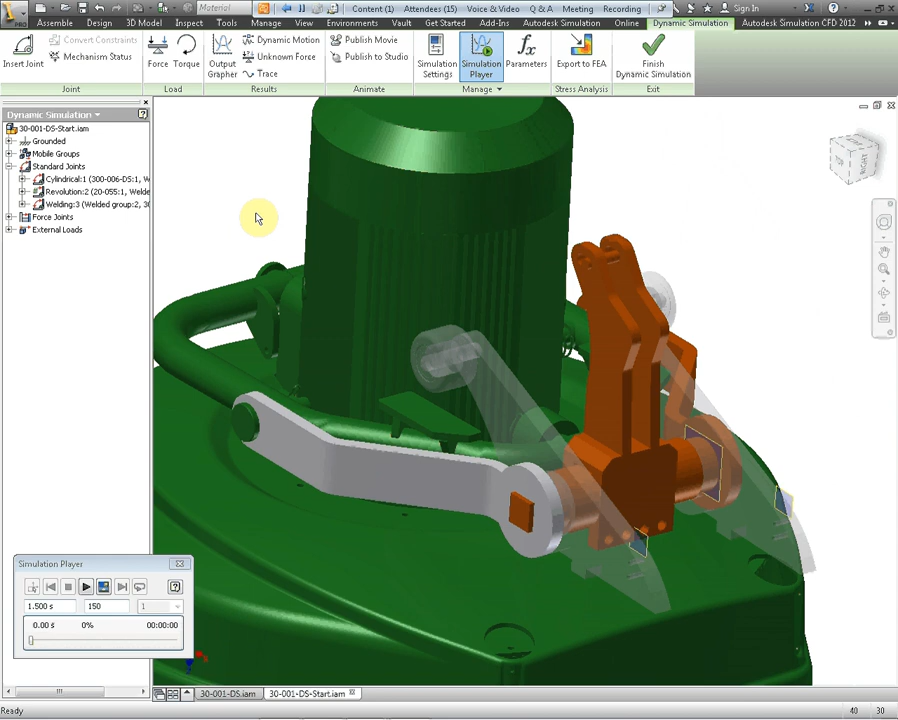 Material
Content (1)
Attendees (15)
Voice & Video
Q & A
Meeting
Recording
Sign In
PRO
Assembly
Design
3D Model
Inspect
Tools
Manage
View
Environments
Vault
Get Started
Add-Ins
Autodesk Simulation
Online
Dynamic Simulation
Autodesk Simulation CFD 2012
Insert Joint
Convert Constraints
Mechanism Status
Force
Torque
Output
Grapher
Dynamic Motion
Unknown Force
Trace
Publish Movie
Publish to Studio
Simulation
Settings
Simulation
Player
fx
Parameters
Export to FEA
Finish
Dynamic Simulation
Joint
Load
Results
Animate
Manage
Stress Analysis
Exit
Dynamic Simulation
30-001-DS-Start.iam
Grounded
Mobile Groups
Standard Joints
Cylindrical:1 (300-006-DS:1, W
Revolution:2 (20-055:1, Welde
Welding:3 (Welded group:2, 30
Force Joints
External Loads
RIGHT
Simulation Player
1.500 s
150
1
0.00 s
0%
00:00:00
30-001-DS.iam
30-001-DS-Start.iam
Ready
40
30